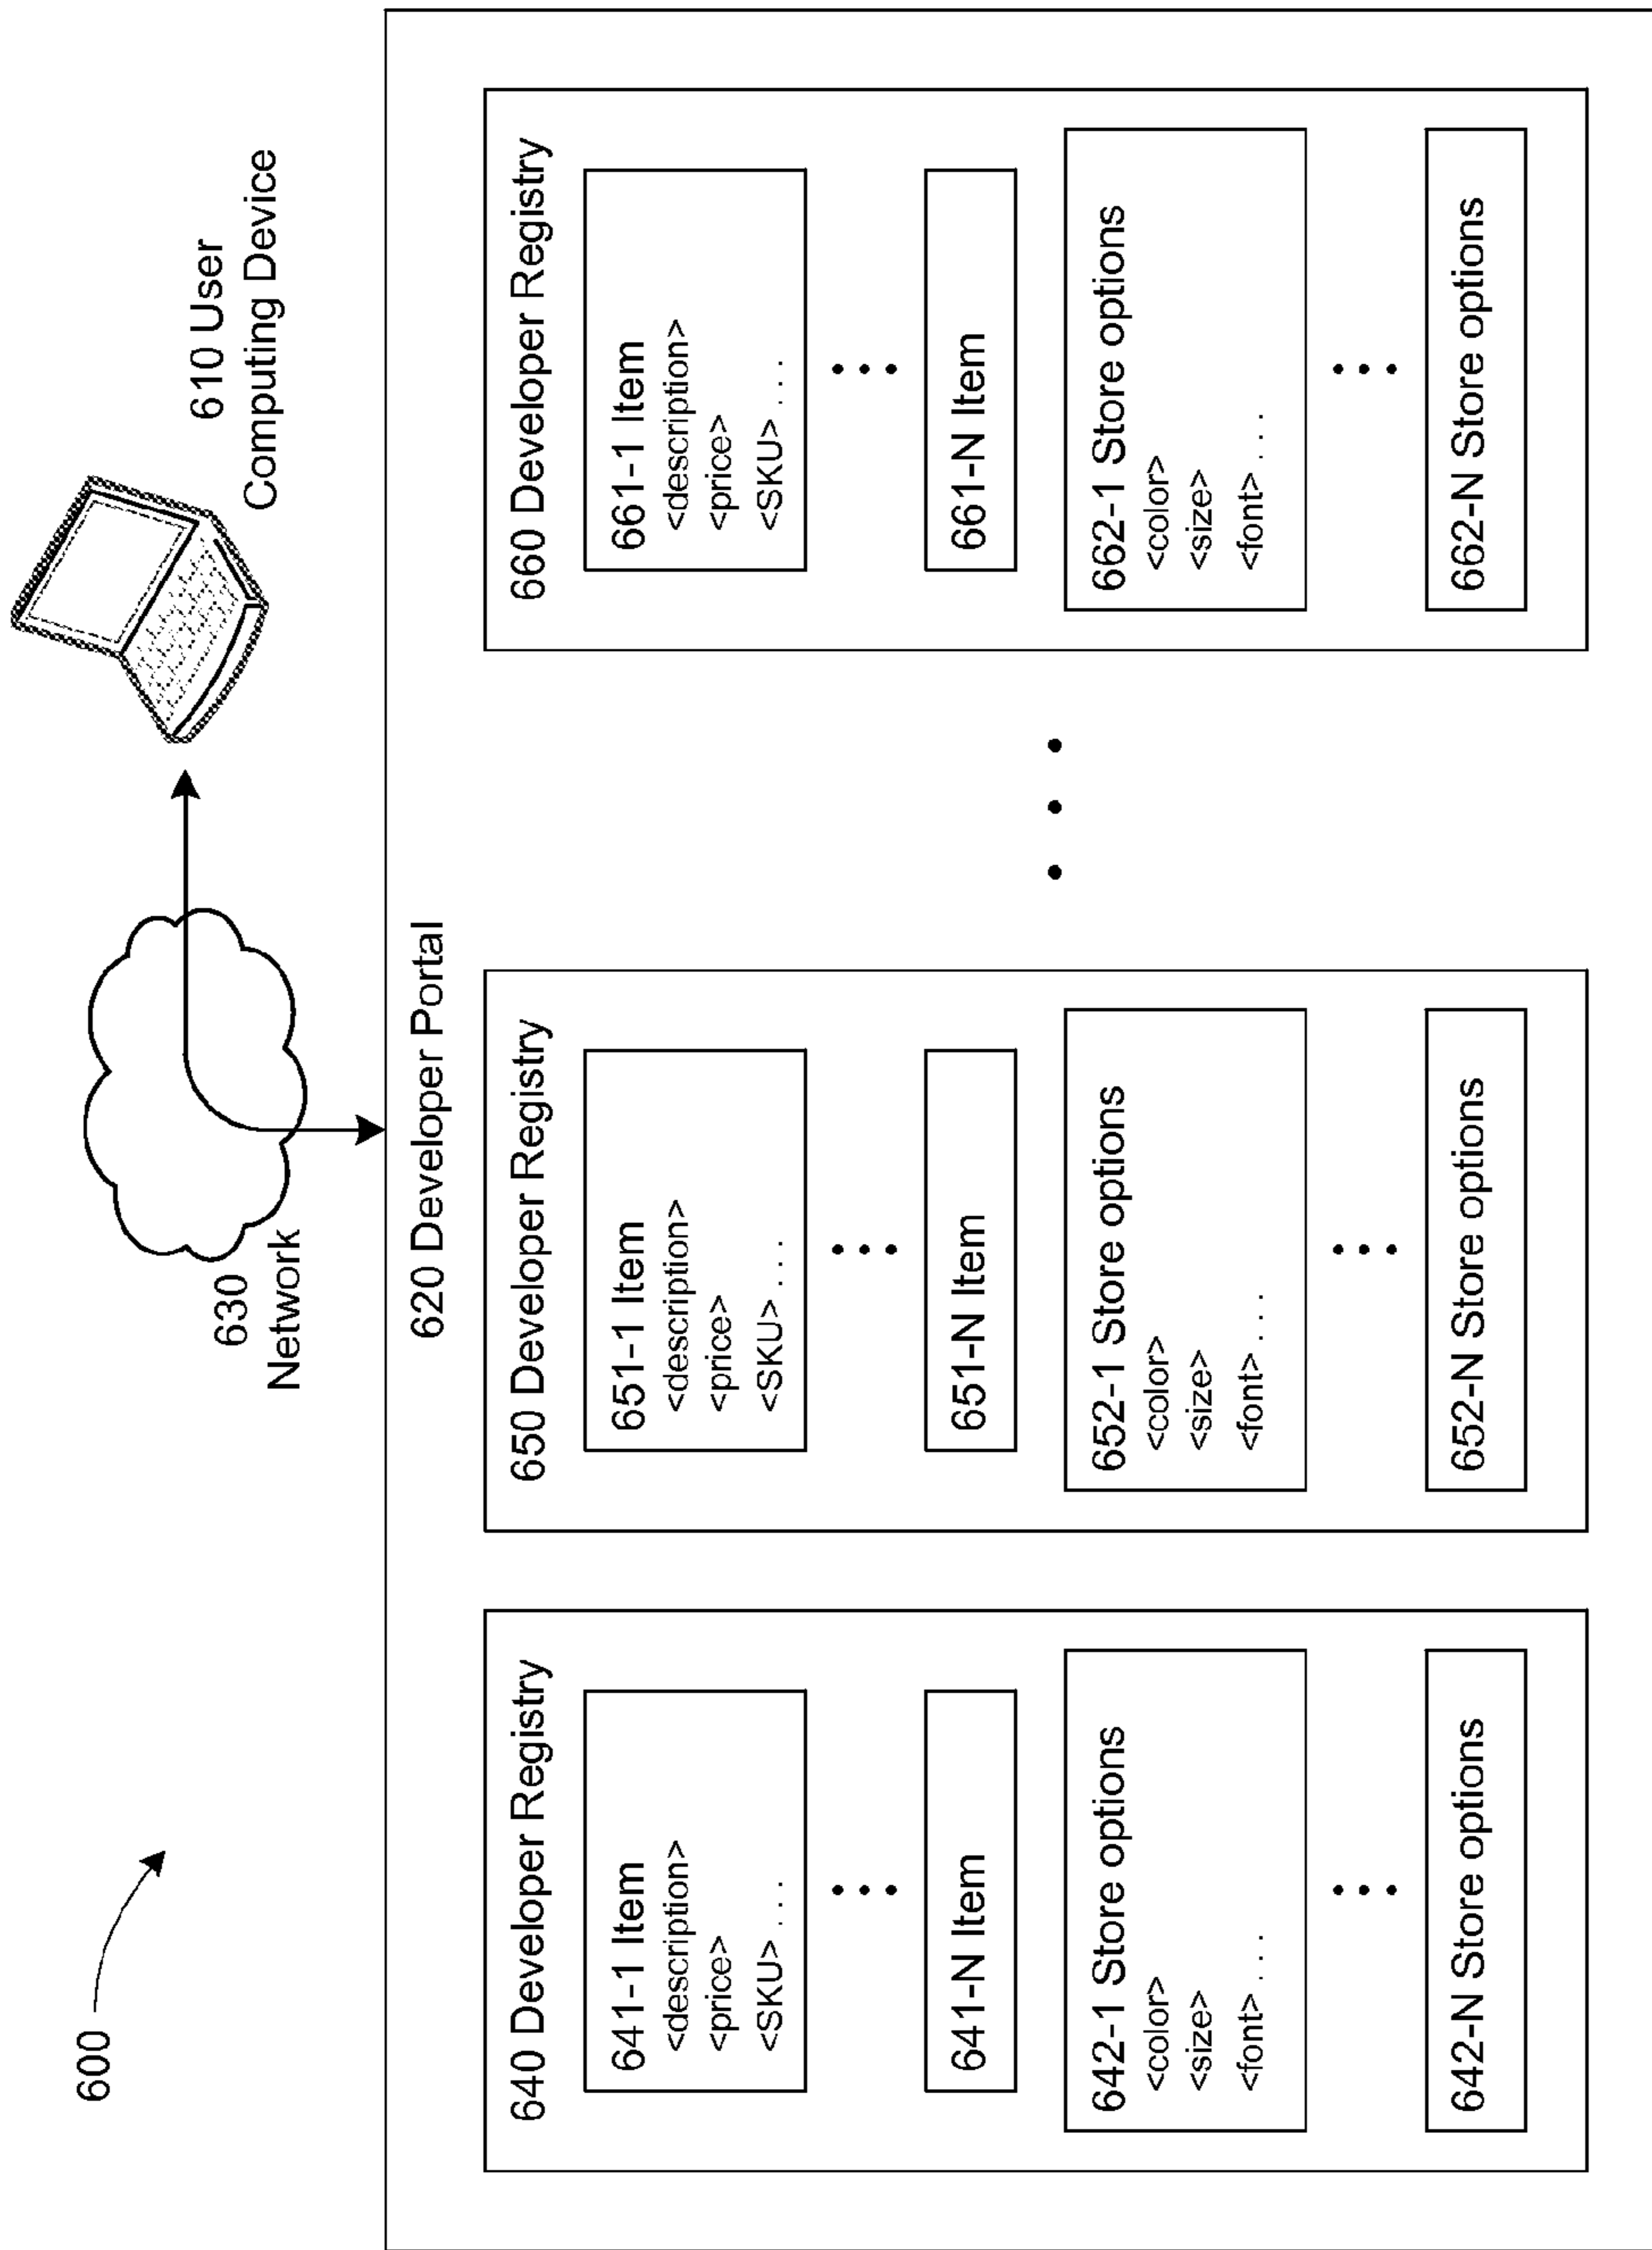 600
610 User
Computing Device
630
Network
620 Developer Portal
640 Developer Registry
641-1 Item
<description>
<price>
<SKU> . . .
641-N Item
642-1 Store options
<color>
<size>
<font> . . .
642-N Store options
650 Developer Registry
651-1 Item
<description>
<price>
<SKU> . . .
651-N Item
652-1 Store options
<color>
<size>
<font> . . .
652-N Store options
660 Developer Registry
661-1 Item
<description>
<price>
<SKU> . . .
661-N Item
662-1 Store options
<color>
<size>
<font> . . .
662-N Store options